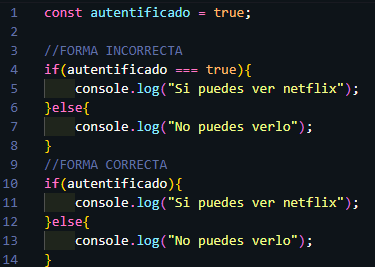 1 const autentificado = true;
2
3 //FORMA INCORRECTA
4 if(autentificado === true){
5 console.log("Si puedes ver netflix");
6 }else{
7 console.log("No puedes verlo");
8 }
9 //FORMA CORRECTA
10 if(autentificado){
11 console.log("Si puedes ver netflix");
12 }else{
13 console.log("No puedes verlo");
14 }